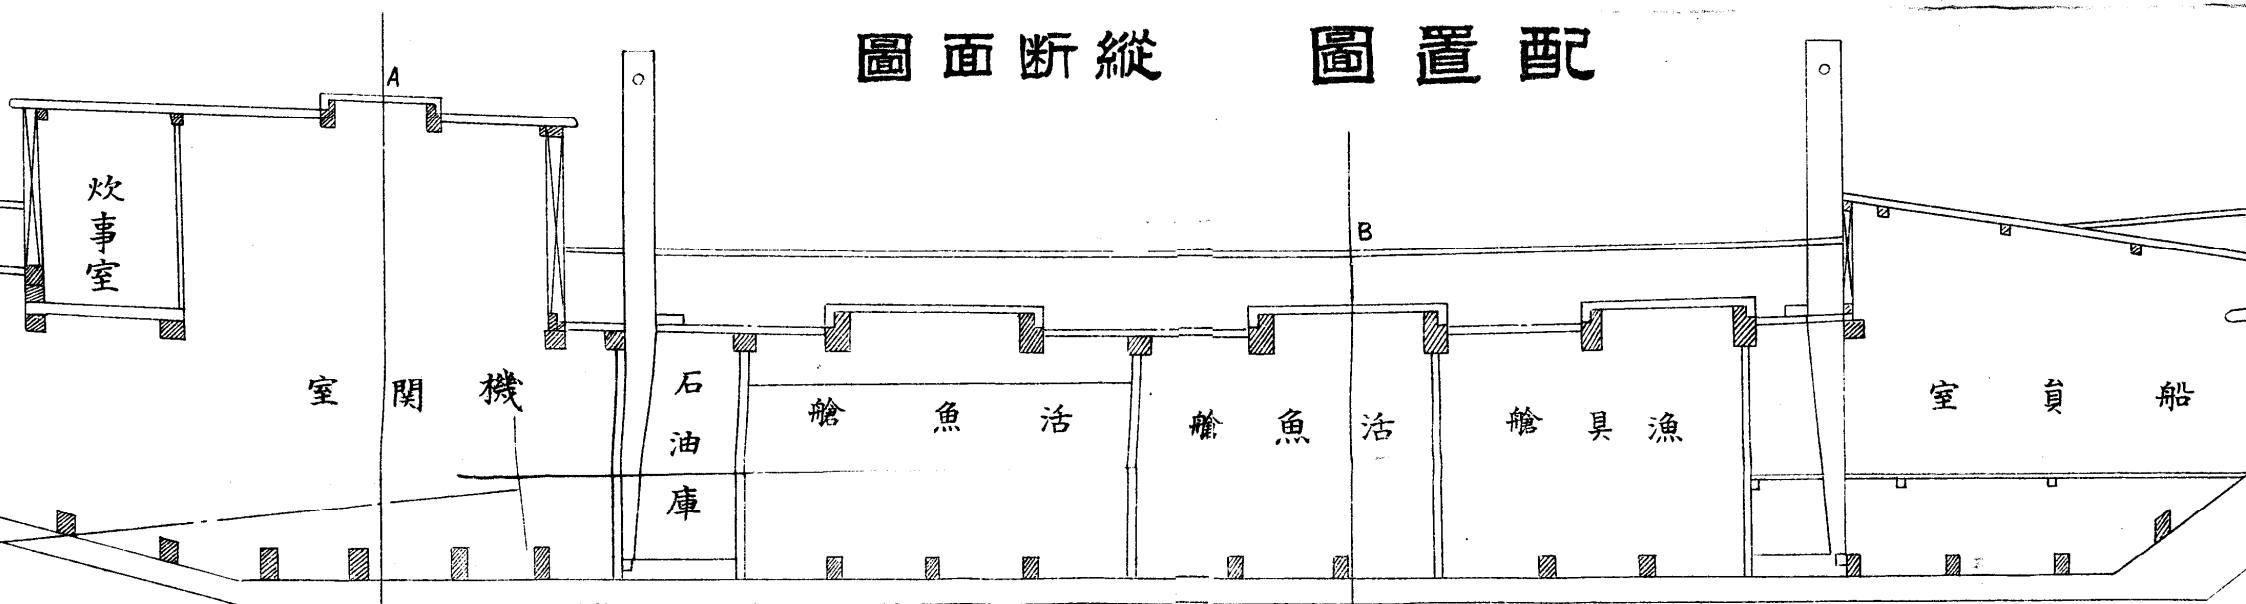 配置圖
縱断面圖
A
B
船員室
漁具艙
活魚艙
活魚艙
石油庫
機関室
炊事室